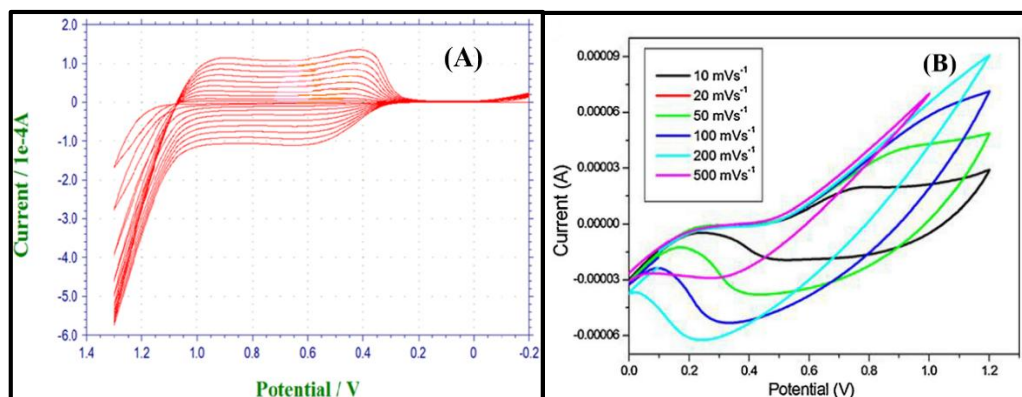 (A)
Current / 1e-4A
2.0
1.0
0
-1.0
-2.0
-3.0
-4.0
-5.0
-6.0
1.4 1.2 1.0 0.8 0.6 0.4 0.2 0 -0.2
Potential / V
(B)
10 mVs⁻¹
20 mVs⁻¹
50 mVs⁻¹
100 mVs⁻¹
200 mVs⁻¹
500 mVs⁻¹
Current (A)
0.00009
0.00006
0.00003
0.00000
-0.00003
-0.00006
0.0 0.2 0.4 0.6 0.8 1.0 1.2
Potential (V)